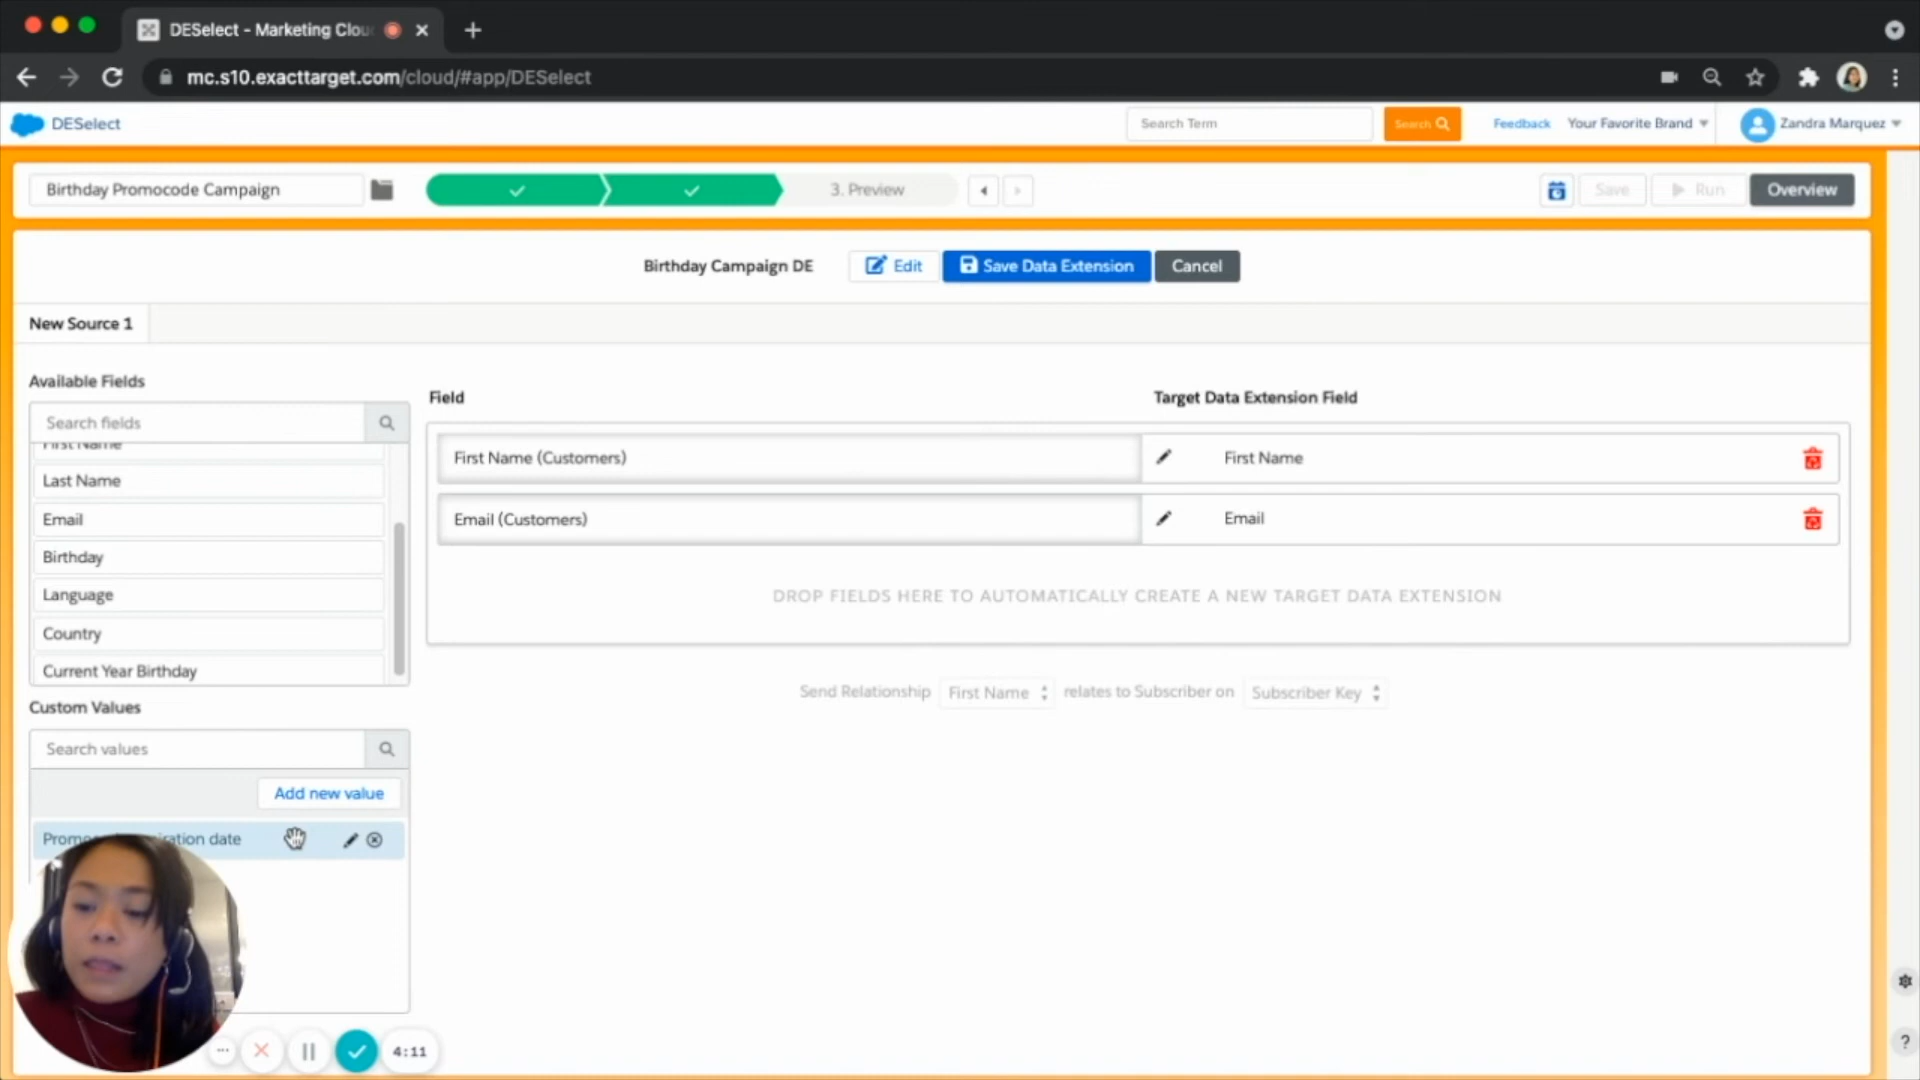 DESelect - Marketing Clou
mc.s10.exacttarget.com/cloud/#app/DESelect
DESelect
Search Term
Search
Feedback
Your Favorite Brand
Zandra Marquez
Birthday Promocode Campaign
3. Preview
Save
Run
Overview
Birthday Campaign DE
Edit
Save Data Extension
Cancel
New Source 1
Available Fields
Search fields
First Name
Last Name
Email
Birthday
Language
Country
Current Year Birthday
Custom Values
Search values
Add new value
Promo iration date
Field
Target Data Extension Field
First Name (Customers)
First Name
Email (Customers)
Email
DROP FIELDS HERE TO AUTOMATICALLY CREATE A NEW TARGET DATA EXTENSION
Send Relationship
First Name
relates to Subscriber on
Subscriber Key
4:11
?